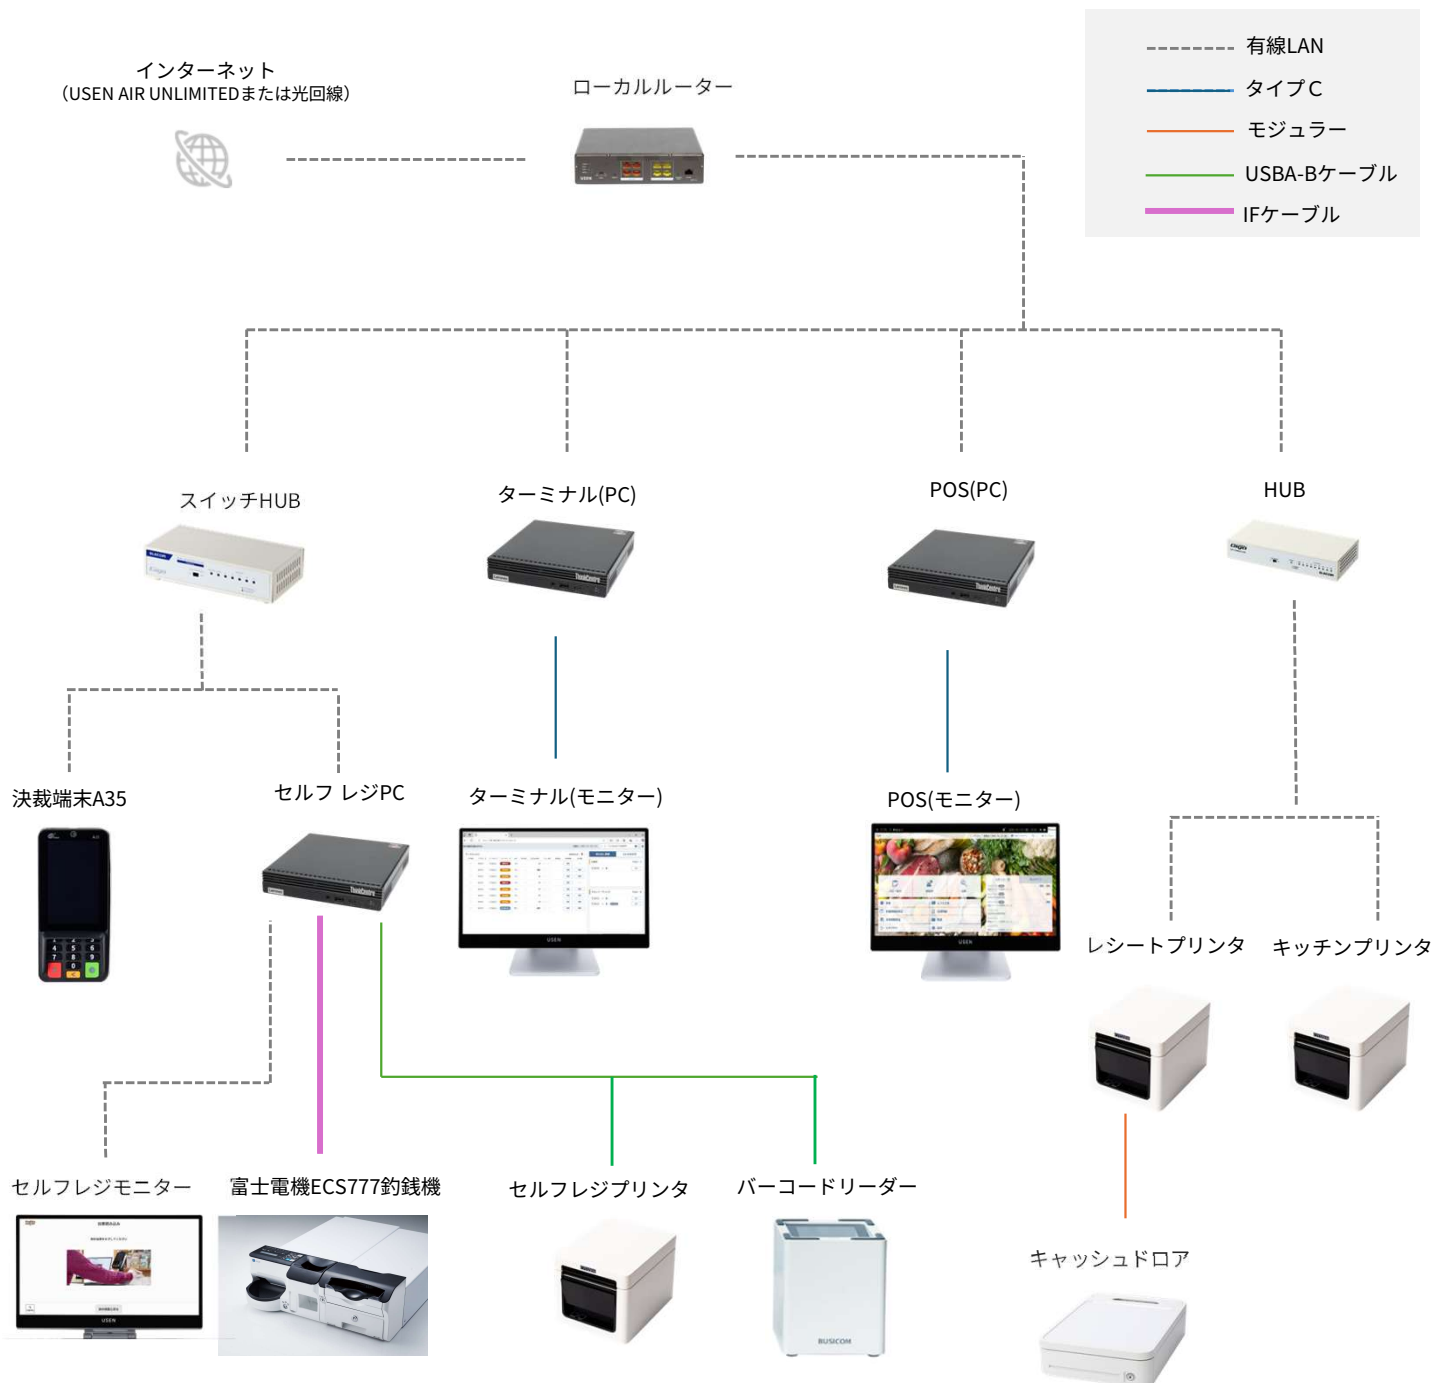 インターネット
（USEN AIR UNLIMITEDまたは光回線）
ローカルルーター
有線LAN
タイプＣ
モジュラー
USBA-Bケーブル
IFケーブル
スイッチHUB
ターミナル(PC)
POS(PC)
HUB
ThinkCentre
ThinkCentre
決裁端末A35
セルフ レジPC
ターミナル(モニター)
POS(モニター)
ThinkCentre
USEN
USEN
レシートプリンタ
キッチンプリンタ
セルフレジモニター
富士電機ECS777釣銭機
セルフレジプリンタ
バーコードリーダー
USEN
BUSICOM
キャッシュドロア